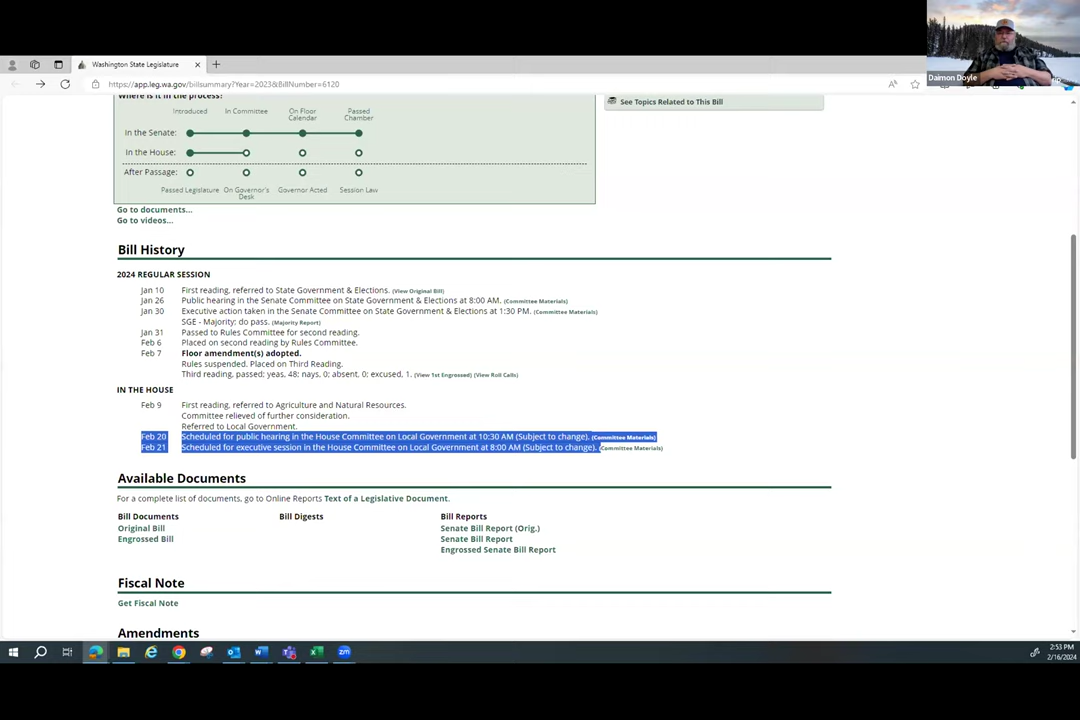 Daimon Doyle
Washington State Legislature
https://app.leg.wa.gov/billsummary?Year=2023&BillNumber=6120
Where is it in the process?
See Topics Related to This Bill
Introduced In Committee On Floor Calendar Passed Chamber
In the Senate:
In the House:
After Passage:
Passed Legislature On Governor's Desk Governor Acted Session Law
Go to documents...
Go to videos...
Bill History
2024 REGULAR SESSION
Jan 10 First reading, referred to State Government & Elections. (View Original Bill)
Jan 26 Public hearing in the Senate Committee on State Government & Elections at 8:00 AM. (Committee Materials)
Jan 30 Executive action taken in the Senate Committee on State Government & Elections at 1:30 PM. (Committee Materials)
SGE - Majority; do pass. (Majority Report)
Jan 31 Passed to Rules Committee for second reading.
Feb 6 Placed on second reading by Rules Committee.
Feb 7 Floor amendment(s) adopted.
Rules suspended. Placed on Third Reading.
Third reading, passed; yeas, 48; nays, 0; absent, 0; excused, 1. (View 1st Engrossed) (View Roll Calls)
IN THE HOUSE
Feb 9 First reading, referred to Agriculture and Natural Resources.
Committee relieved of further consideration.
Referred to Local Government.
Feb 20 Scheduled for public hearing in the House Committee on Local Government at 10:30 AM (Subject to change). (Committee Materials)
Feb 21 Scheduled for executive session in the House Committee on Local Government at 8:00 AM (Subject to change). (Committee Materials)
Available Documents
For a complete list of documents, go to Online Reports Text of a Legislative Document.
Bill Documents Bill Digests Bill Reports
Original Bill Senate Bill Report (Orig.)
Engrossed Bill Senate Bill Report
Engrossed Senate Bill Report
Fiscal Note
Get Fiscal Note
Amendments
2:53 PM
2/16/2024